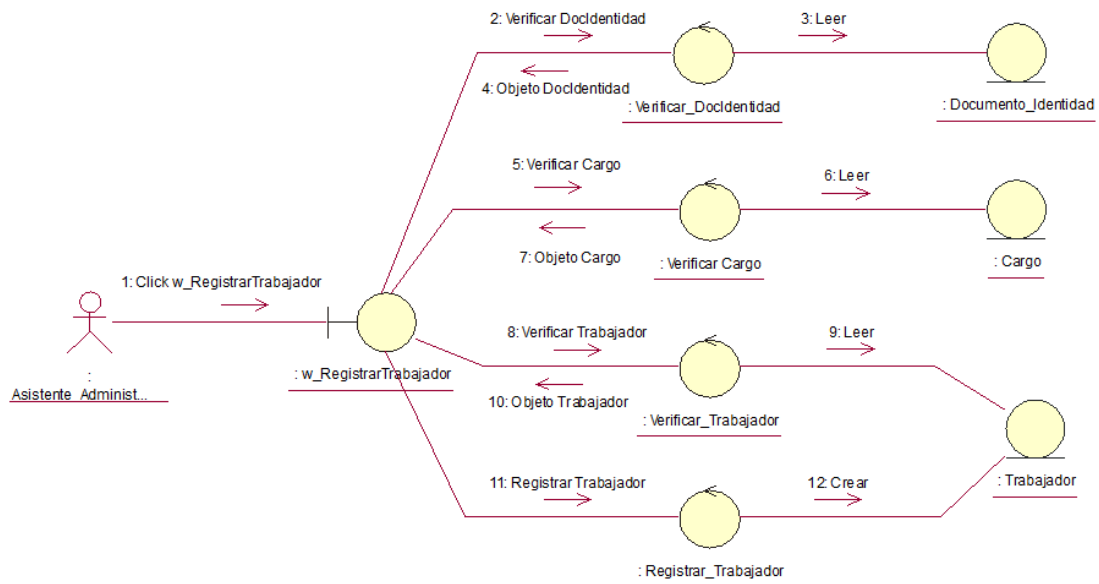 2: Verificar DocIdentidad
3: Leer
4: Objeto DocIdentidad
: Verificar_DocIdentidad
: Documento_Identidad
5: Verificar Cargo
6: Leer
7: Objeto Cargo
: Verificar Cargo
: Cargo
1: Click w_RegistrarTrabajador
: w_RegistrarTrabajador
:
Asistente_Administ...
8: Verificar Trabajador
9: Leer
10: Objeto Trabajador
: Verificar_Trabajador
: Trabajador
11: Registrar Trabajador
12: Crear
: Registrar_Trabajador